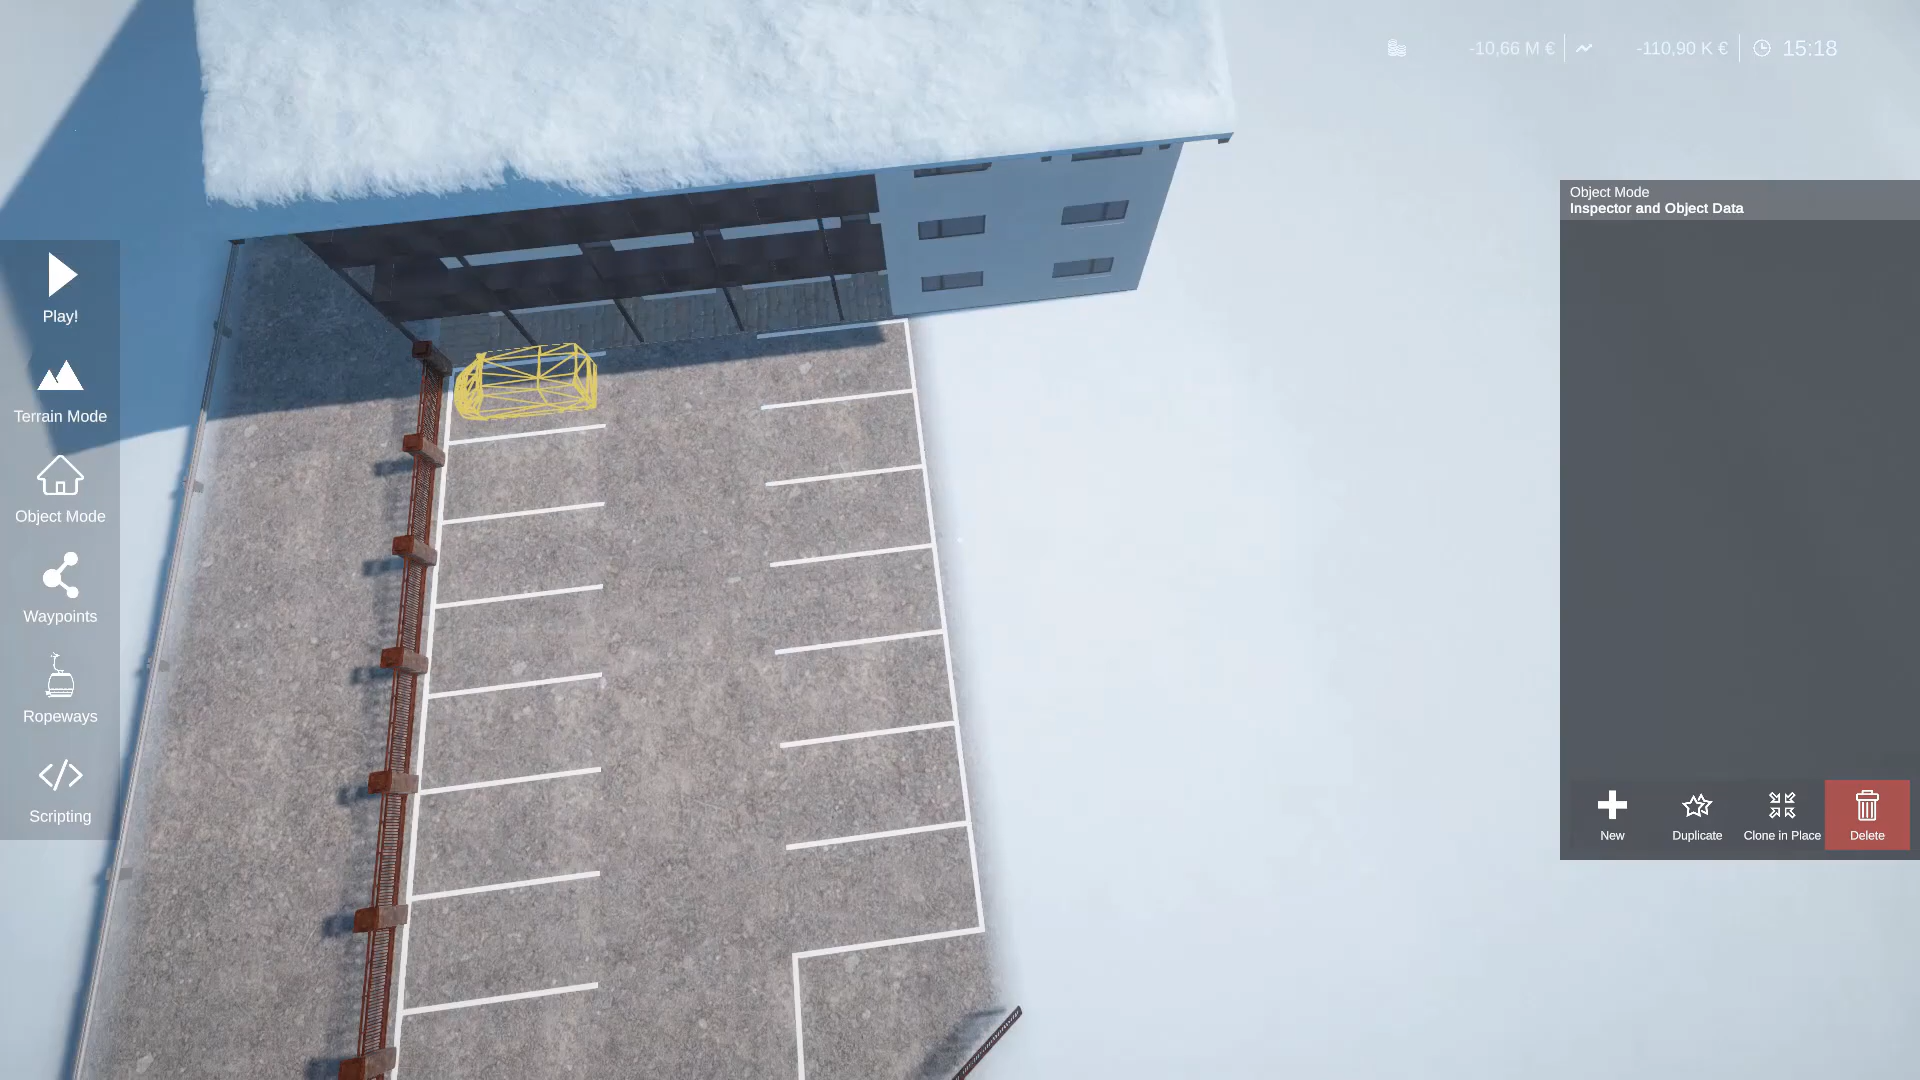 -10,66 M €
-110,90 K €
15:18
Play!
Terrain Mode
Object Mode
Waypoints
Ropeways
Scripting
Object Mode
Inspector and Object Data
New
Duplicate
Clone in Place
Delete